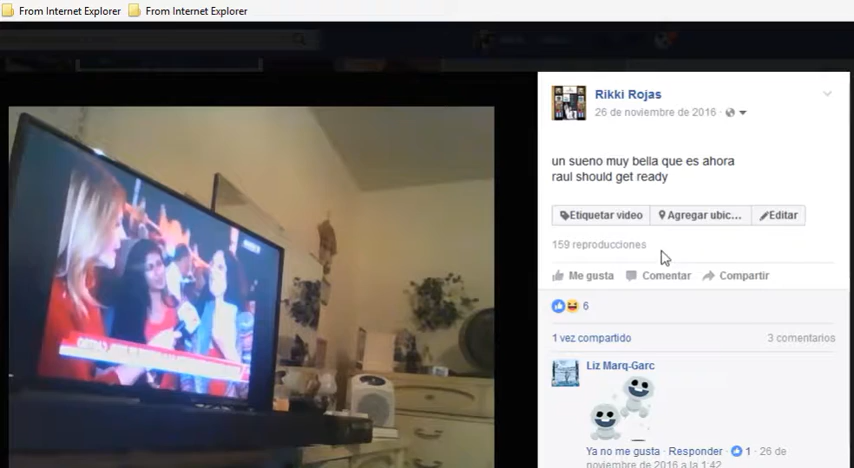 From Internet Explorer From Internet Explorer
Rikki Rojas
26 de noviembre de 2016
un sueno muy bella que es ahora
raul should get ready
Etiquetar video Agregar ubic... Editar
159 reproducciones
Me gusta Comentar Compartir
6
1 vez compartido 3 comentarios
Liz Marq-Garc
Ya no me gusta · Responder · 1 · 26 de
noviembre de 2016 a la 1:42